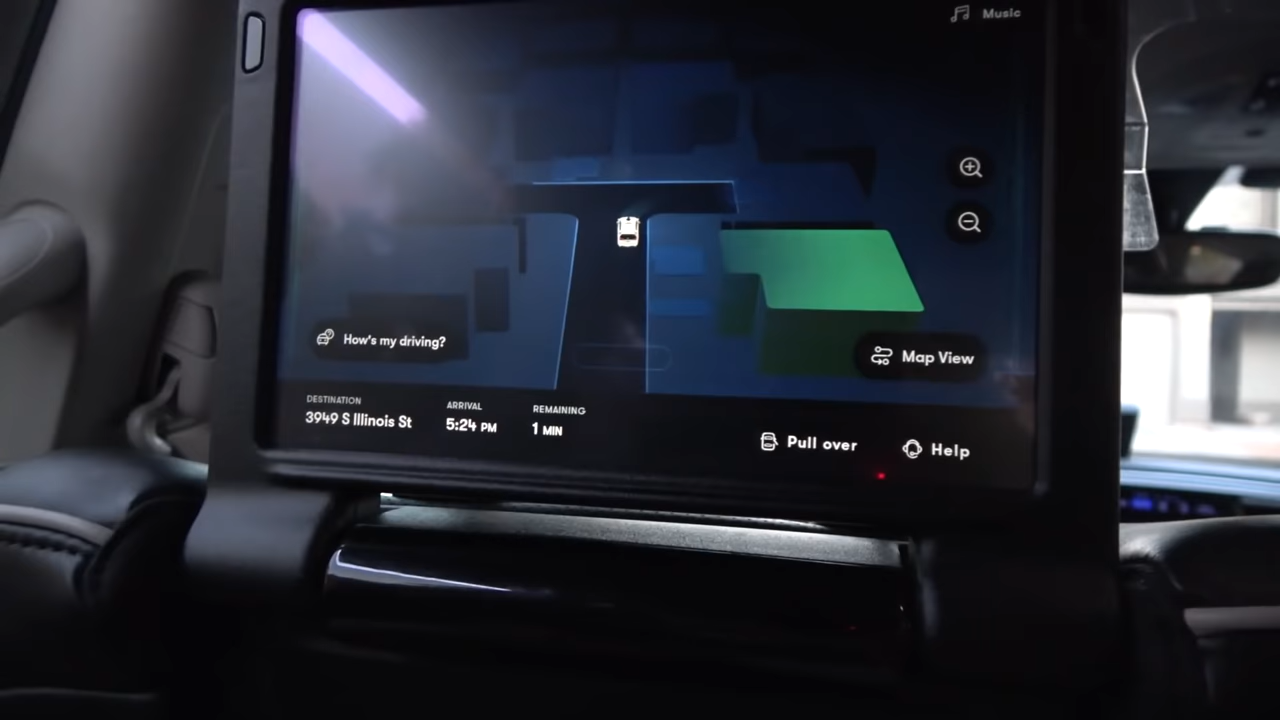 Music
How's my driving?
Map View
DESTINATION
3949 S Illinois St
ARRIVAL
5:24 PM
REMAINING
1 MIN
Pull over
Help